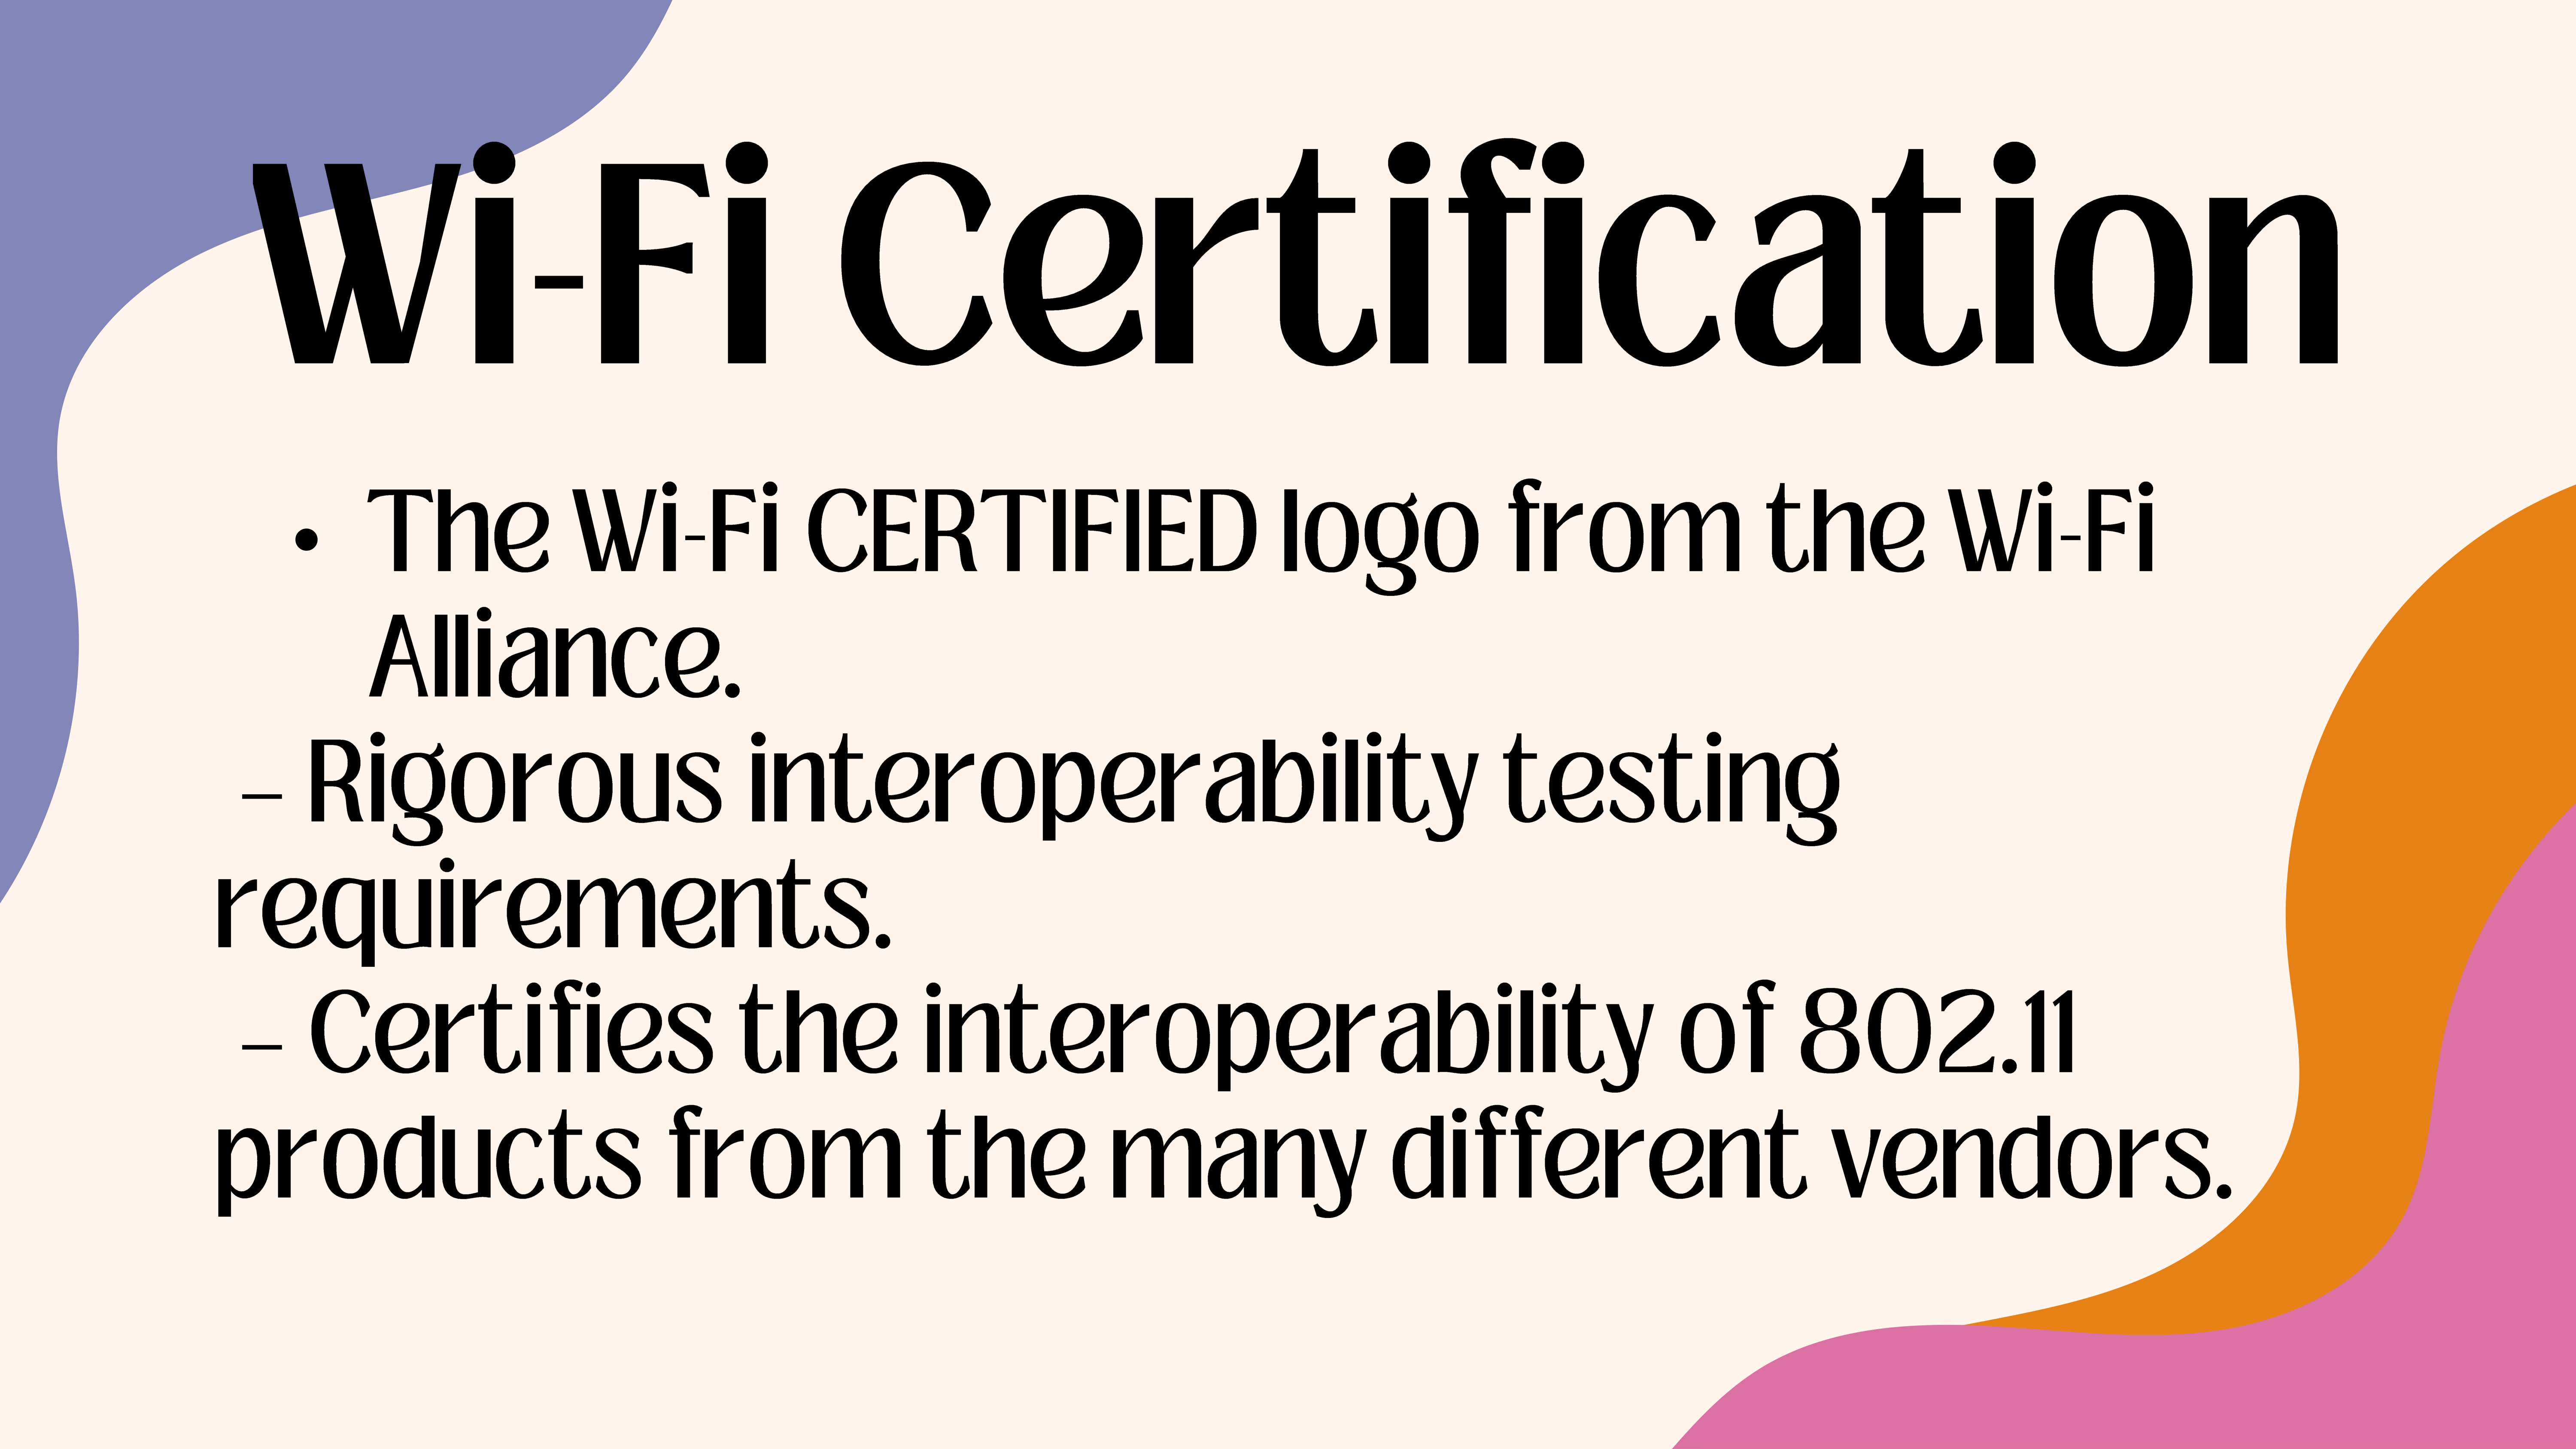 Wi-Fi Certification
• The Wi-Fi CERTIFIED logo from the Wi-Fi
Alliance.
– Rigorous interoperability testing
requirements.
– Certifies the interoperability of 802.11
products from the many different vendors.